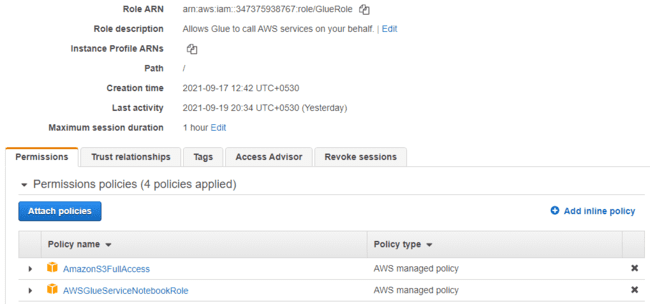 Role ARN arn:aws:iam::347375938767:role/GlueRole
Role description Allows Glue to call AWS services on your behalf. | Edit
Instance Profile ARNs
Path /
Creation time 2021-09-17 12:42 UTC+0530
Last activity 2021-09-19 20:34 UTC+0530 (Yesterday)
Maximum session duration 1 hour Edit
Permissions Trust relationships Tags Access Advisor Revoke sessions
Permissions policies (4 policies applied)
Attach policies Add inline policy
Policy name Policy type
AmazonS3FullAccess AWS managed policy
AWSGlueServiceNotebookRole AWS managed policy